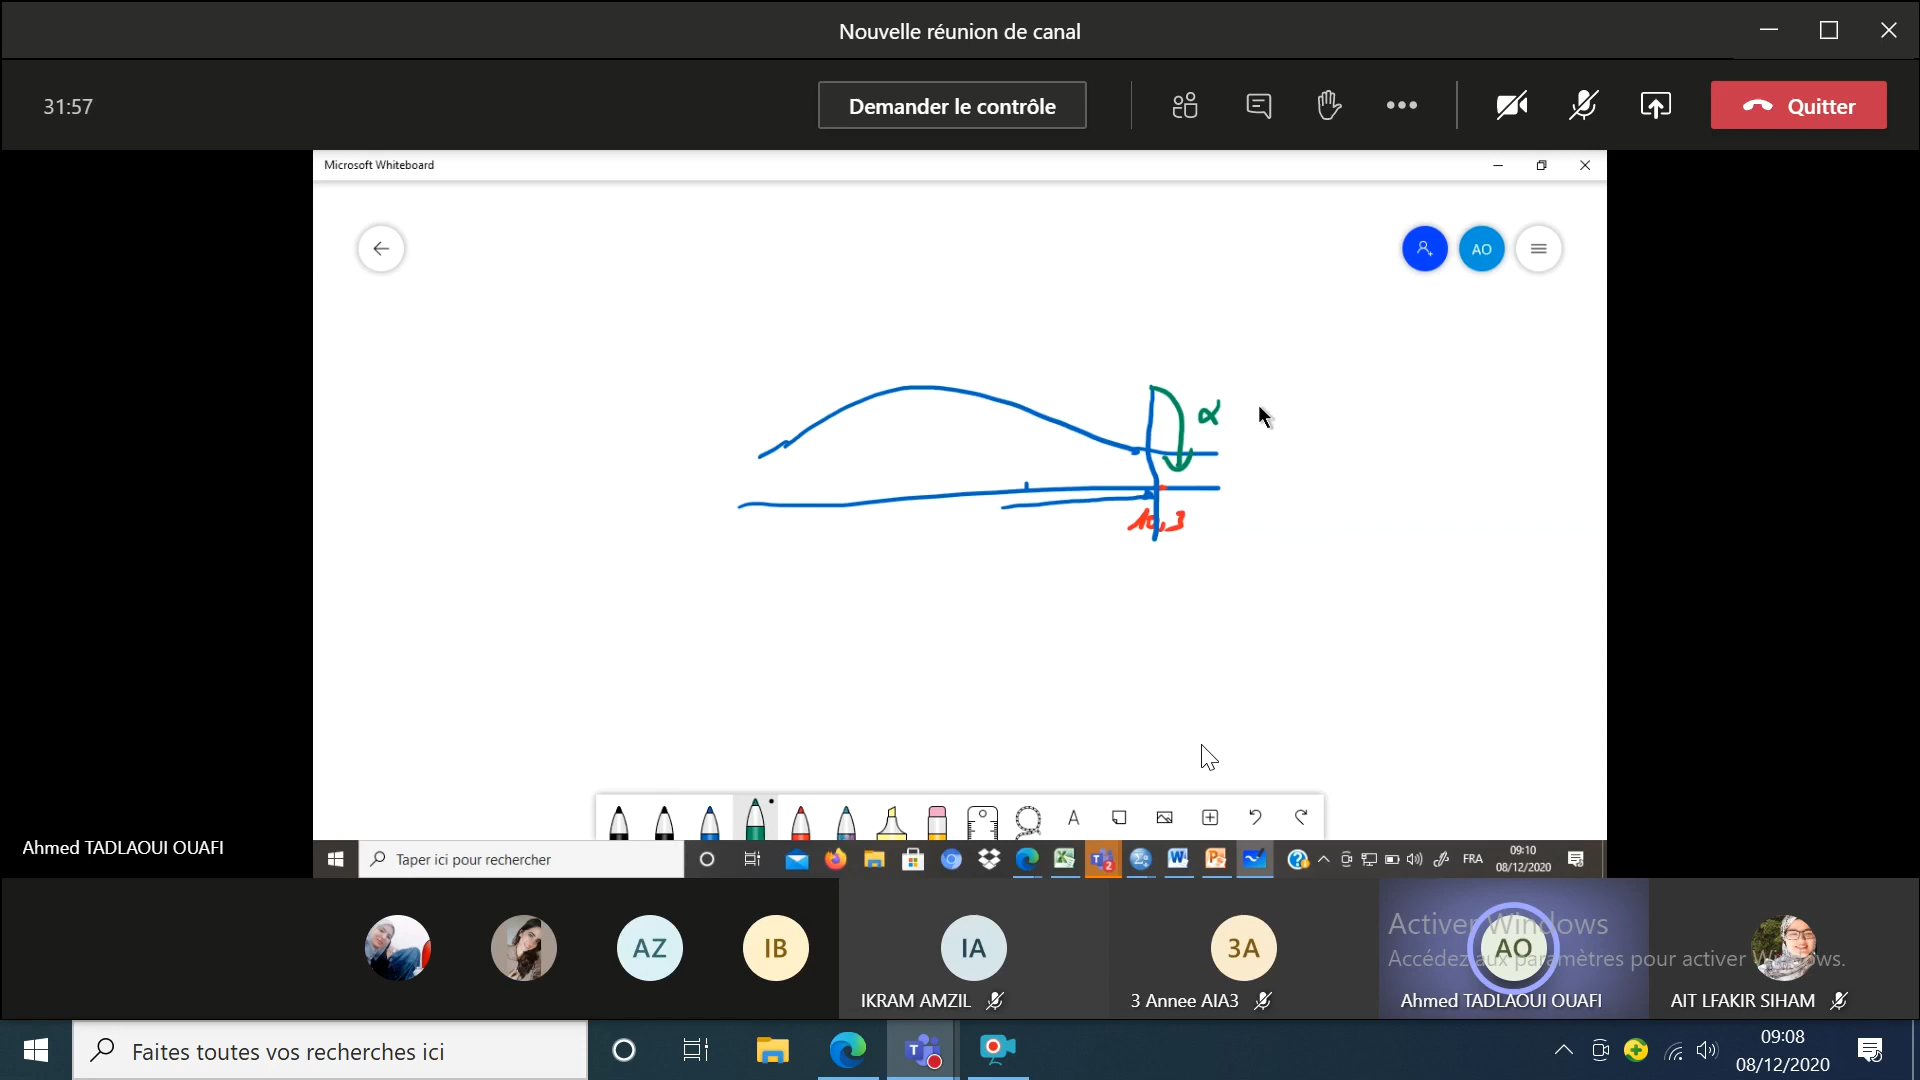 Nouvelle réunion de canal
31:57
Demander le contrôle
Quitter
Microsoft Whiteboard
AO
α
10,3
A
Ahmed TADLAOUI OUAFI
Taper ici pour rechercher
2
FRA
09:10
08/12/2020
AZ
IB
IA
3A
AO
Activer Windows
Accédez aux paramètres pour activer Windows.
IKRAM AMZIL
3 Annee AIA3
Ahmed TADLAOUI OUAFI
AIT LFAKIR SIHAM
Faites toutes vos recherches ici
09:08
08/12/2020